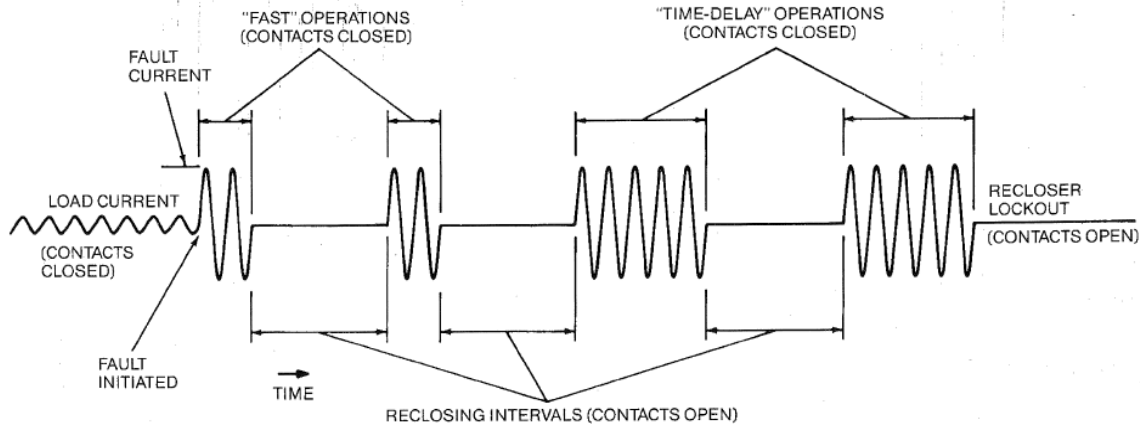 "FAST" OPERATIONS
(CONTACTS CLOSED)
"TIME-DELAY" OPERATIONS
(CONTACTS CLOSED)
FAULT
CURRENT
LOAD CURRENT
(CONTACTS
CLOSED)
RECLOSER
LOCKOUT
(CONTACTS OPEN)
FAULT
INITIATED
TIME
RECLOSING INTERVALS (CONTACTS OPEN)